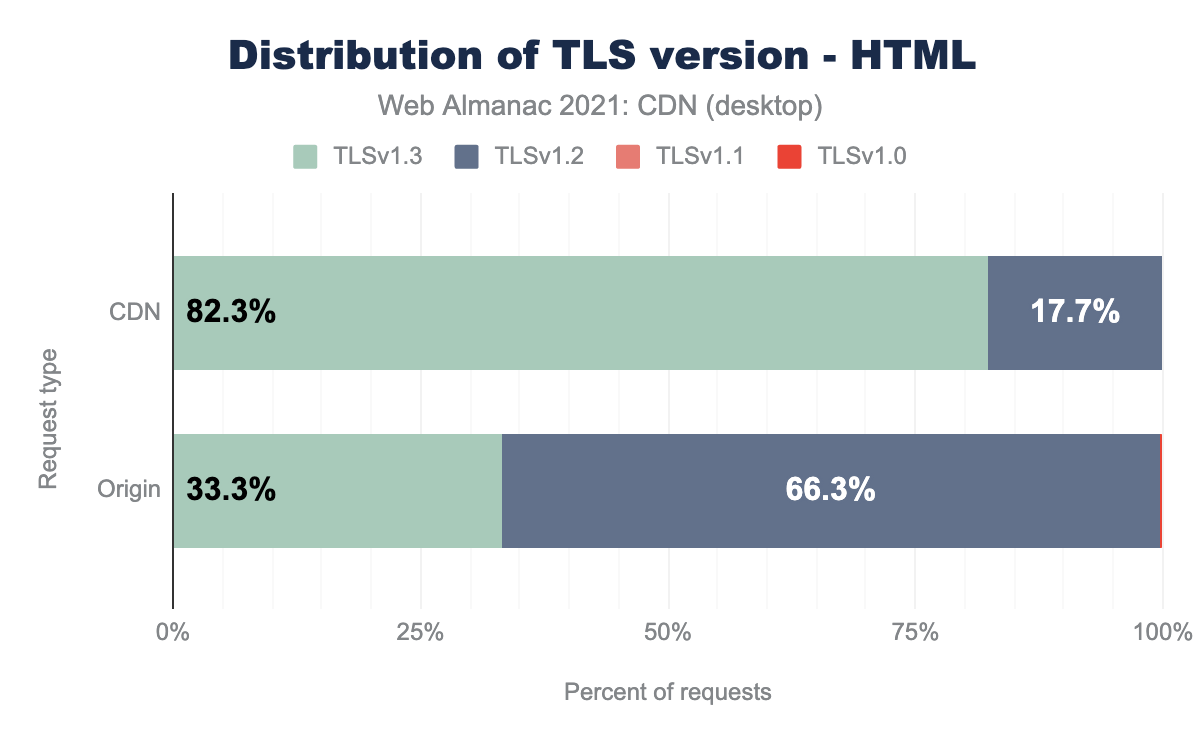 Distribution of TLS version - HTML
Web Almanac 2021: CDN (desktop)
TLSv1.3 TLSv1.2 TLSv1.1 TLSv1.0
Request type
CDN 82.3% 17.7%
Origin 33.3% 66.3%
0% 25% 50% 75% 100%
Percent of requests